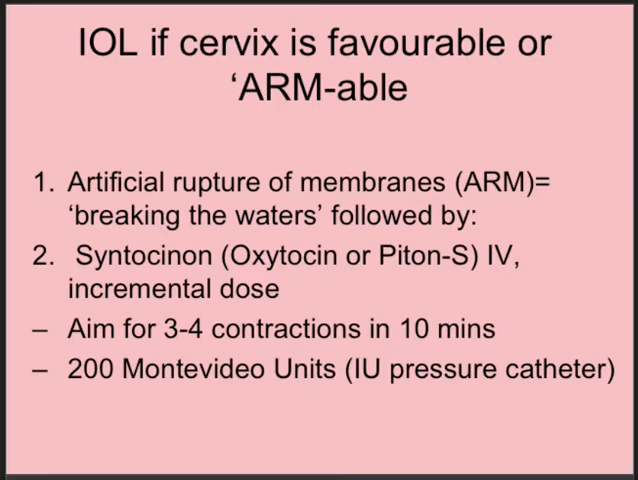 IOL if cervix is favourable or
‘ARM-able
1. Artificial rupture of membranes (ARM)=
‘breaking the waters’ followed by:
2. Syntocinon (Oxytocin or Piton-S) IV,
incremental dose
– Aim for 3-4 contractions in 10 mins
– 200 Montevideo Units (IU pressure catheter)